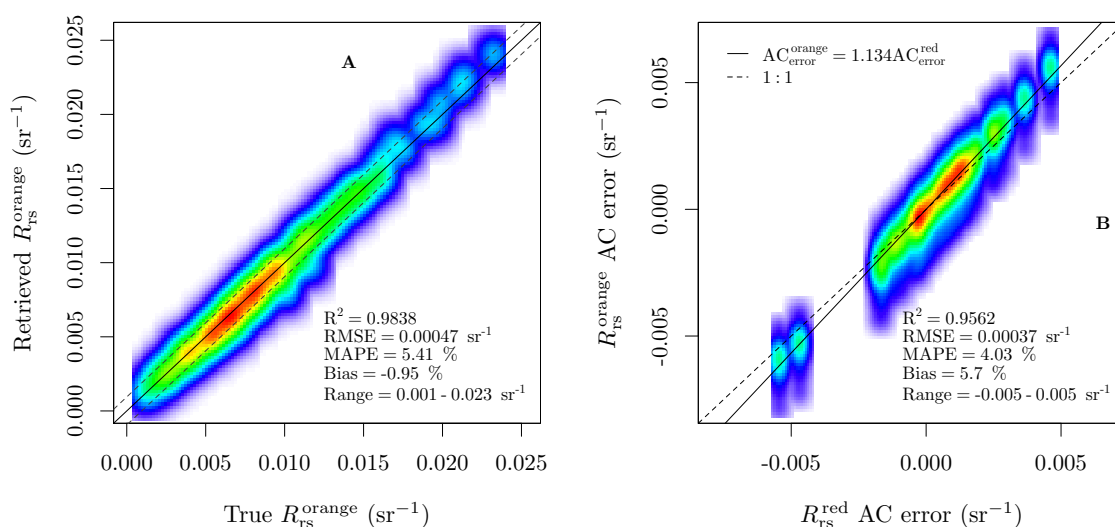 0.025
0.020
0.015
0.010
0.005
0.000
Retrieved R_rs^orange (sr⁻¹)
A
R² = 0.9838
RMSE = 0.00047 sr⁻¹
MAPE = 5.41 %
Bias = -0.95 %
Range = 0.001 - 0.023 sr⁻¹
0.000 0.005 0.010 0.015 0.020 0.025
True R_rs^orange (sr⁻¹)
0.005
0.000
-0.005
R_rs^orange AC error (sr⁻¹)
AC_error^orange = 1.134AC_error^red
1 : 1
B
R² = 0.9562
RMSE = 0.00037 sr⁻¹
MAPE = 4.03 %
Bias = 5.7 %
Range = -0.005 - 0.005 sr⁻¹
-0.005 0.000 0.005
R_rs^red AC error (sr⁻¹)